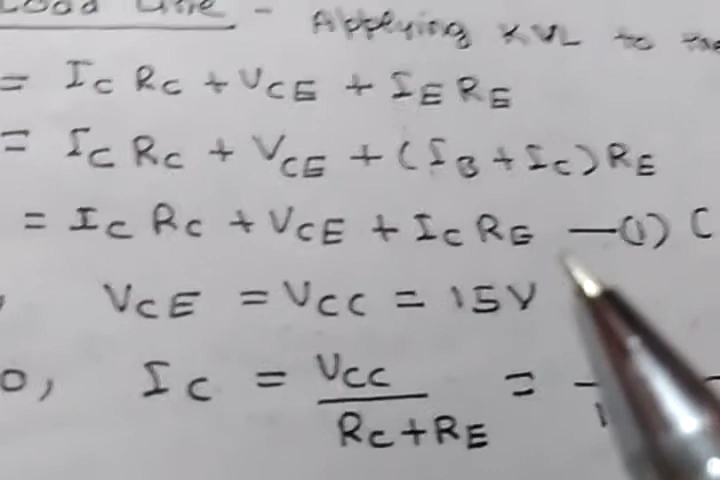 Load Line - Applying KVL to the
= IC RC + VCE + IE RE
= IC RC + VCE + (IB + IC) RE
= IC RC + VCE + IC RE —(1) (
, VCE = VCC = 15V
0, IC = VCC / RC + RE =